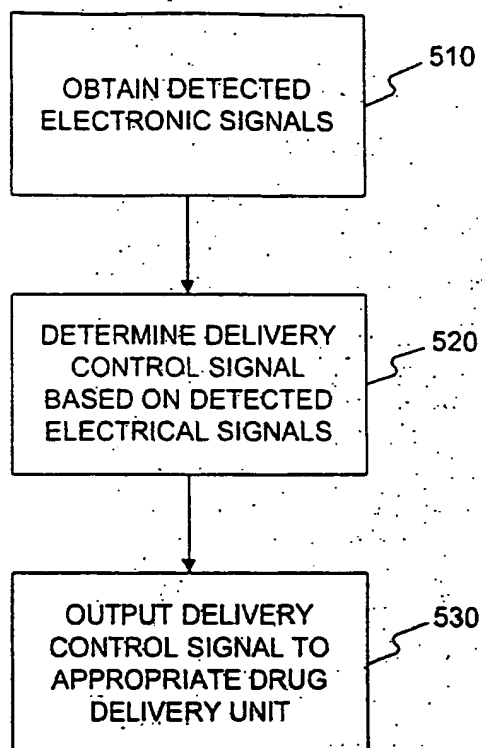 OBTAIN DETECTED
ELECTRONIC SIGNALS
510
DETERMINE DELIVERY
CONTROL SIGNAL
BASED ON DETECTED
ELECTRICAL SIGNALS
520
OUTPUT DELIVERY
CONTROL SIGNAL TO
APPROPRIATE DRUG
DELIVERY UNIT
530